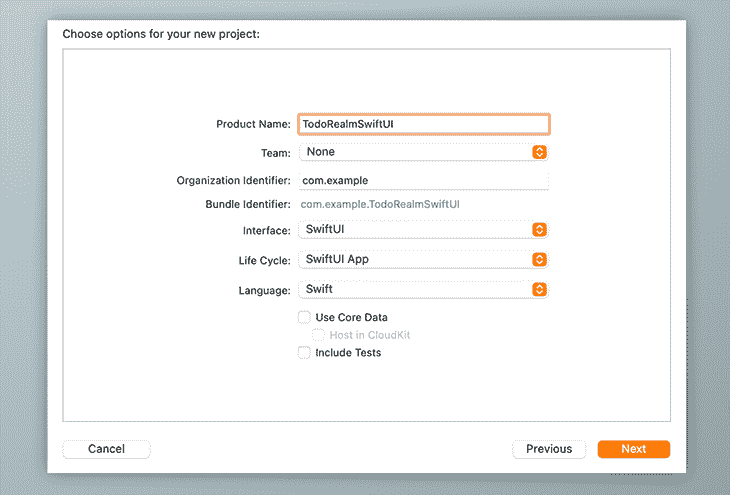 Choose options for your new project:
Product Name: TodoRealmSwiftUI
Team: None
Organization Identifier: com.example
Bundle Identifier: com.example.TodoRealmSwiftUI
Interface: SwiftUI
Life Cycle: SwiftUI App
Language: Swift
Use Core Data
Host in CloudKit
Include Tests
Cancel Previous Next